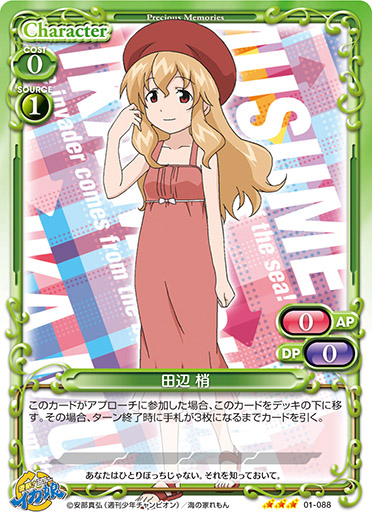 Precious Memories
Character
COST
0
SOURCE
1
invader comes from the sea!
0 AP
DP 0
田辺 梢
このカードがアプローチに参加した場合、このカードをデッキの下に移
す。その場合、ターン終了時に手札が3枚になるまでカードを引く。
あなたはひとりぼっちじゃない。それを知っておいて。
©安部真弘(週刊少年チャンピオン)/海の家れもん
01-088